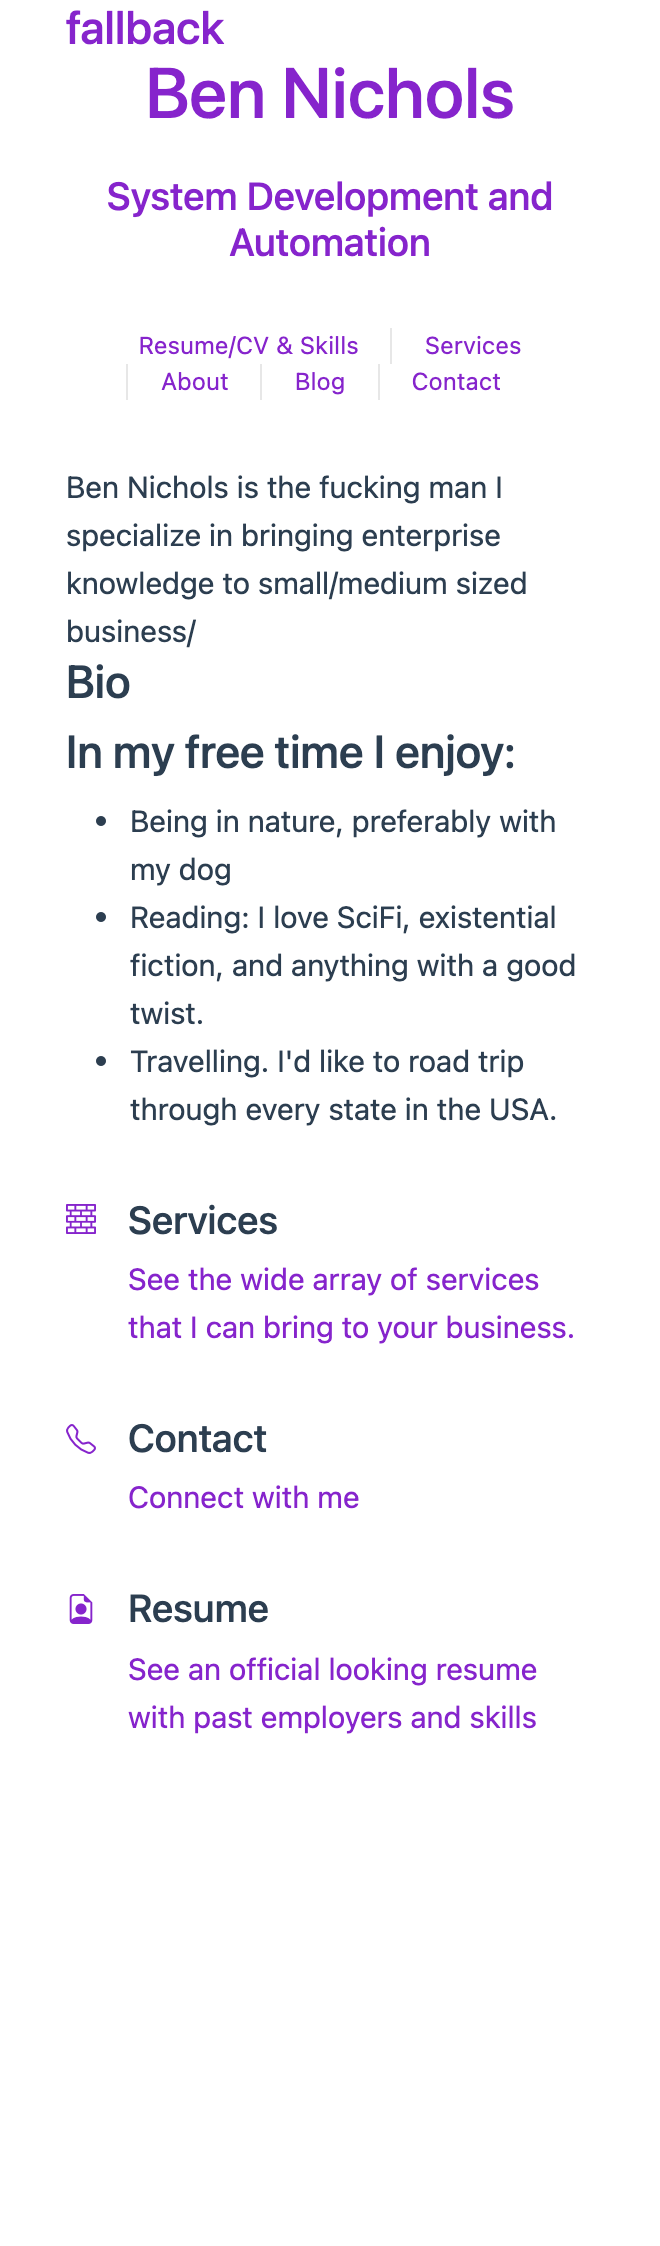 fallback
Ben Nichols
System Development and
Automation
Resume/CV & Skills
Services
About
Blog
Contact
Ben Nichols is the fucking man I
specialize in bringing enterprise
knowledge to small/medium sized
business/
Bio
In my free time I enjoy:
Being in nature, preferably with
my dog
Reading: I love SciFi, existential
fiction, and anything with a good
twist.
Travelling. I'd like to road trip
through every state in the USA.
Services
See the wide array of services
that I can bring to your business.
Contact
Connect with me
Resume
See an official looking resume
with past employers and skills